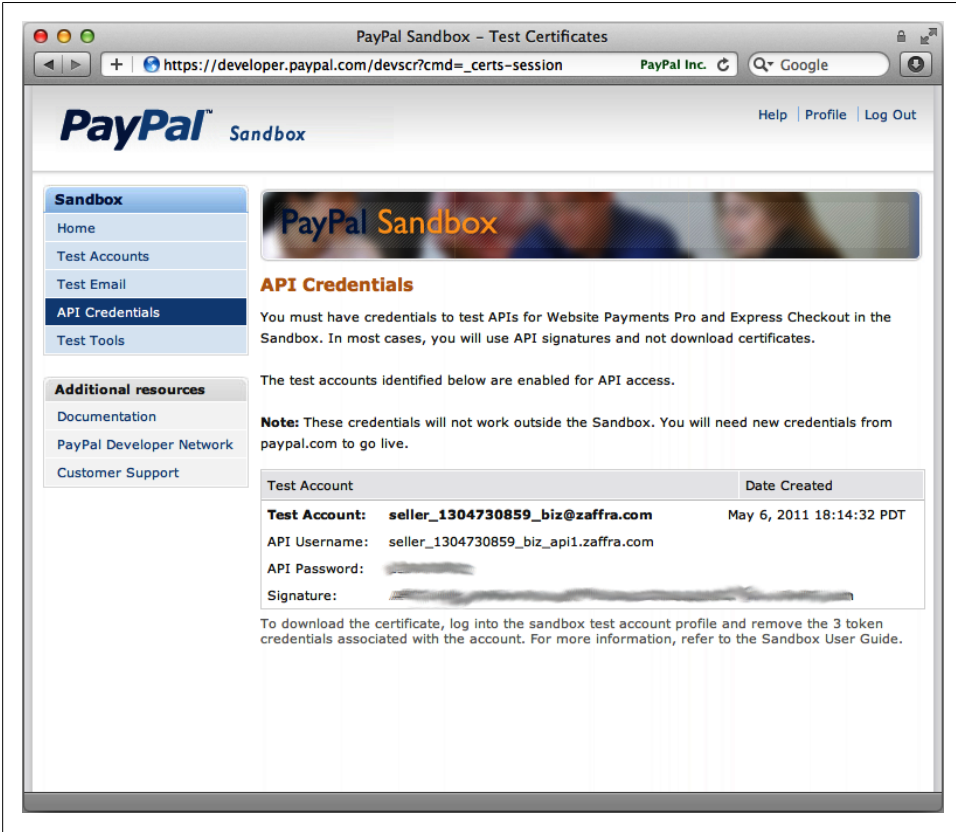 PayPal Sandbox – Test Certificates
https://developer.paypal.com/devscr?cmd=_certs-session
PayPal Inc.
Google
PayPal™ Sandbox
Help
Profile
Log Out
Sandbox
Home
Test Accounts
Test Email
API Credentials
Test Tools
Additional resources
Documentation
PayPal Developer Network
Customer Support
PayPal Sandbox
API Credentials
You must have credentials to test APIs for Website Payments Pro and Express Checkout in the
Sandbox. In most cases, you will use API signatures and not download certificates.
The test accounts identified below are enabled for API access.
Note: These credentials will not work outside the Sandbox. You will need new credentials from
paypal.com to go live.
Test Account Date Created
Test Account: seller_1304730859_biz@zaffra.com May 6, 2011 18:14:32 PDT
API Username: seller_1304730859_biz_api1.zaffra.com
API Password:
Signature:
To download the certificate, log into the sandbox test account profile and remove the 3 token
credentials associated with the account. For more information, refer to the Sandbox User Guide.